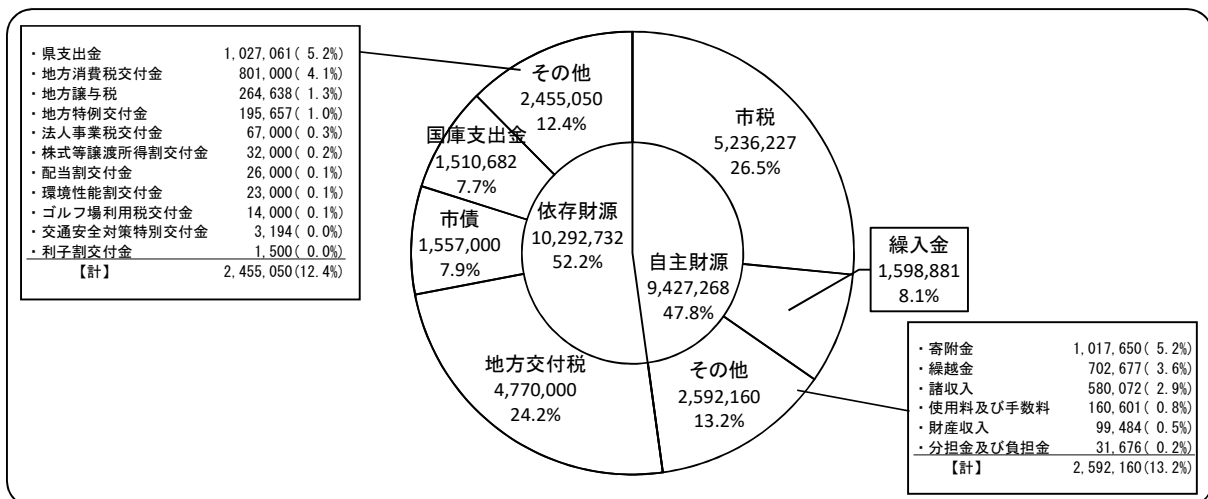 ・県支出金 1,027,061( 5.2%)
・地方消費税交付金 801,000( 4.1%)
・地方譲与税 264,638( 1.3%)
・地方特例交付金 195,657( 1.0%)
・法人事業税交付金 67,000( 0.3%)
・株式等譲渡所得割交付金 32,000( 0.2%)
・配当割交付金 26,000( 0.1%)
・環境性能割交付金 23,000( 0.1%)
・ゴルフ場利用税交付金 14,000( 0.1%)
・交通安全対策特別交付金 3,194( 0.0%)
・利子割交付金 1,500( 0.0%)
【計】 2,455,050(12.4%)
その他
2,455,050
12.4%
国庫支出金
1,510,682
7.7%
市債
1,557,000
7.9%
地方交付税
4,770,000
24.2%
依存財源
10,292,732
52.2%
自主財源
9,427,268
47.8%
市税
5,236,227
26.5%
繰入金
1,598,881
8.1%
その他
2,592,160
13.2%
・寄附金 1,017,650( 5.2%)
・繰越金 702,677( 3.6%)
・諸収入 580,072( 2.9%)
・使用料及び手数料 160,601( 0.8%)
・財産収入 99,484( 0.5%)
・分担金及び負担金 31,676( 0.2%)
【計】 2,592,160(13.2%)